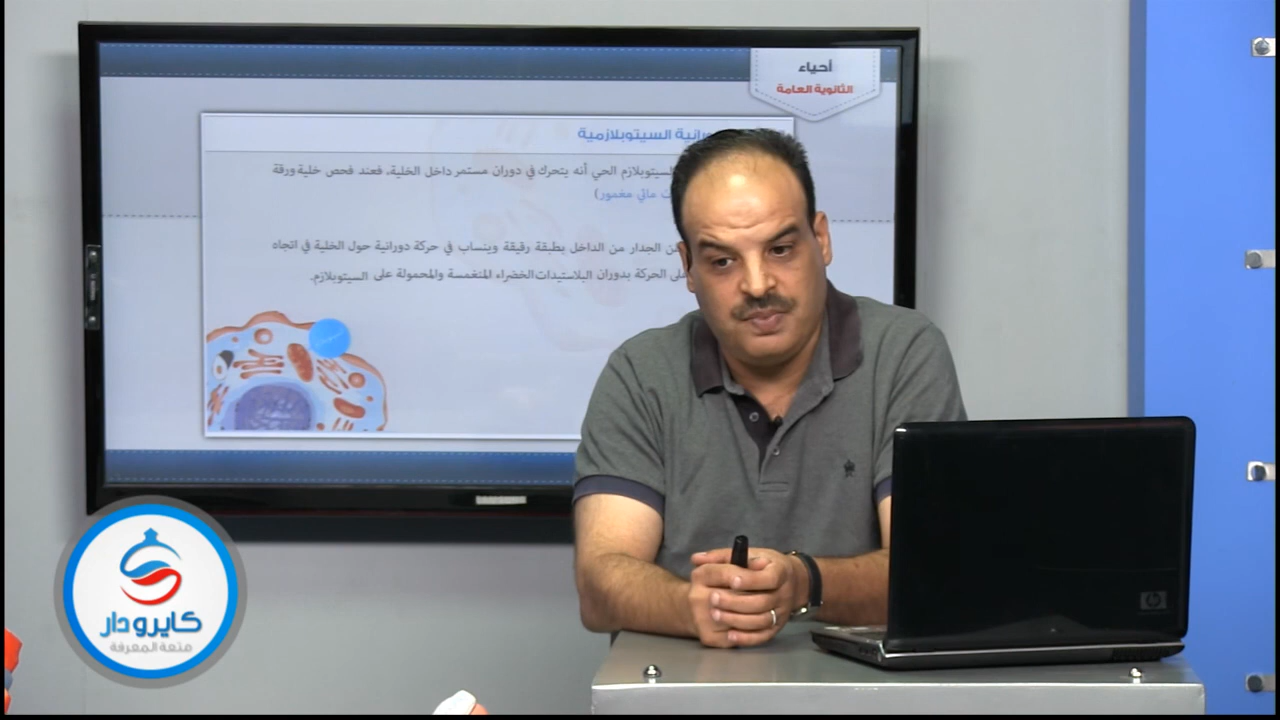 أحياء
الثانوية العامة
السيتوبلازمية
السيتوبلازم الحي أنه يتحرك في دوران مستمر داخل الخلية، فعند فحص خلية ورقة
مائي مغمور)
الجدار من الداخل بطبقة رقيقة وينساب في حركة دورانية حول الخلية في اتجاه
الحركة بدوران البلاستيدات الخضراء المنغمسة والمحمولة على السيتوبلازم.
SAMSUNG
كايرو دار
متعة المعرفة
hp